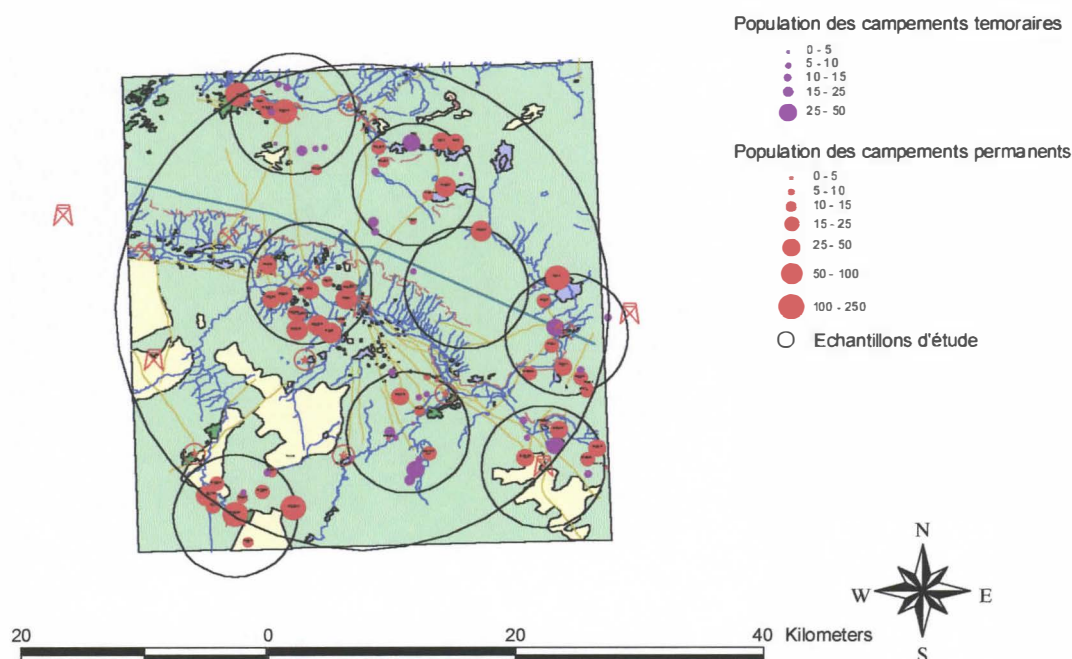 Population des campements temoraires
0 - 5
5 - 10
10 - 15
15 - 25
25 - 50
Population des campements permanents
0 - 5
5 - 10
10 - 15
15 - 25
25 - 50
50 - 100
100 - 250
Echantillons d'étude
N
W E
S
20 0 20 40 Kilometers